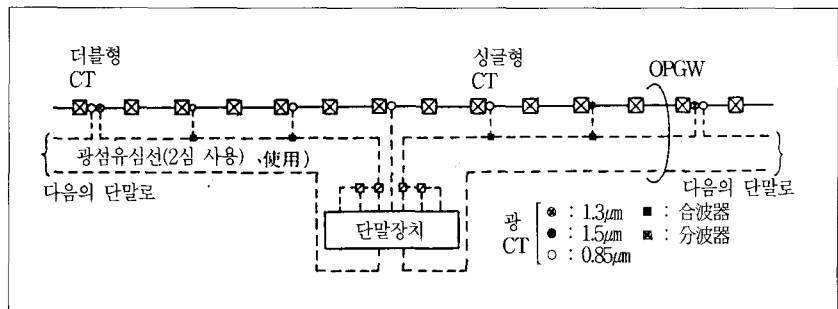 더블형
CT
싱글형
CT
OPGW
광섬유심선(2심 사용) 、使用)
다음의 단말로
다음의 단말로
단말장치
광
CT
⊗ : 1.3㎛ ■ : 合波器
● : 1.5㎛ ⊠ : 分波器
○ : 0.85㎛